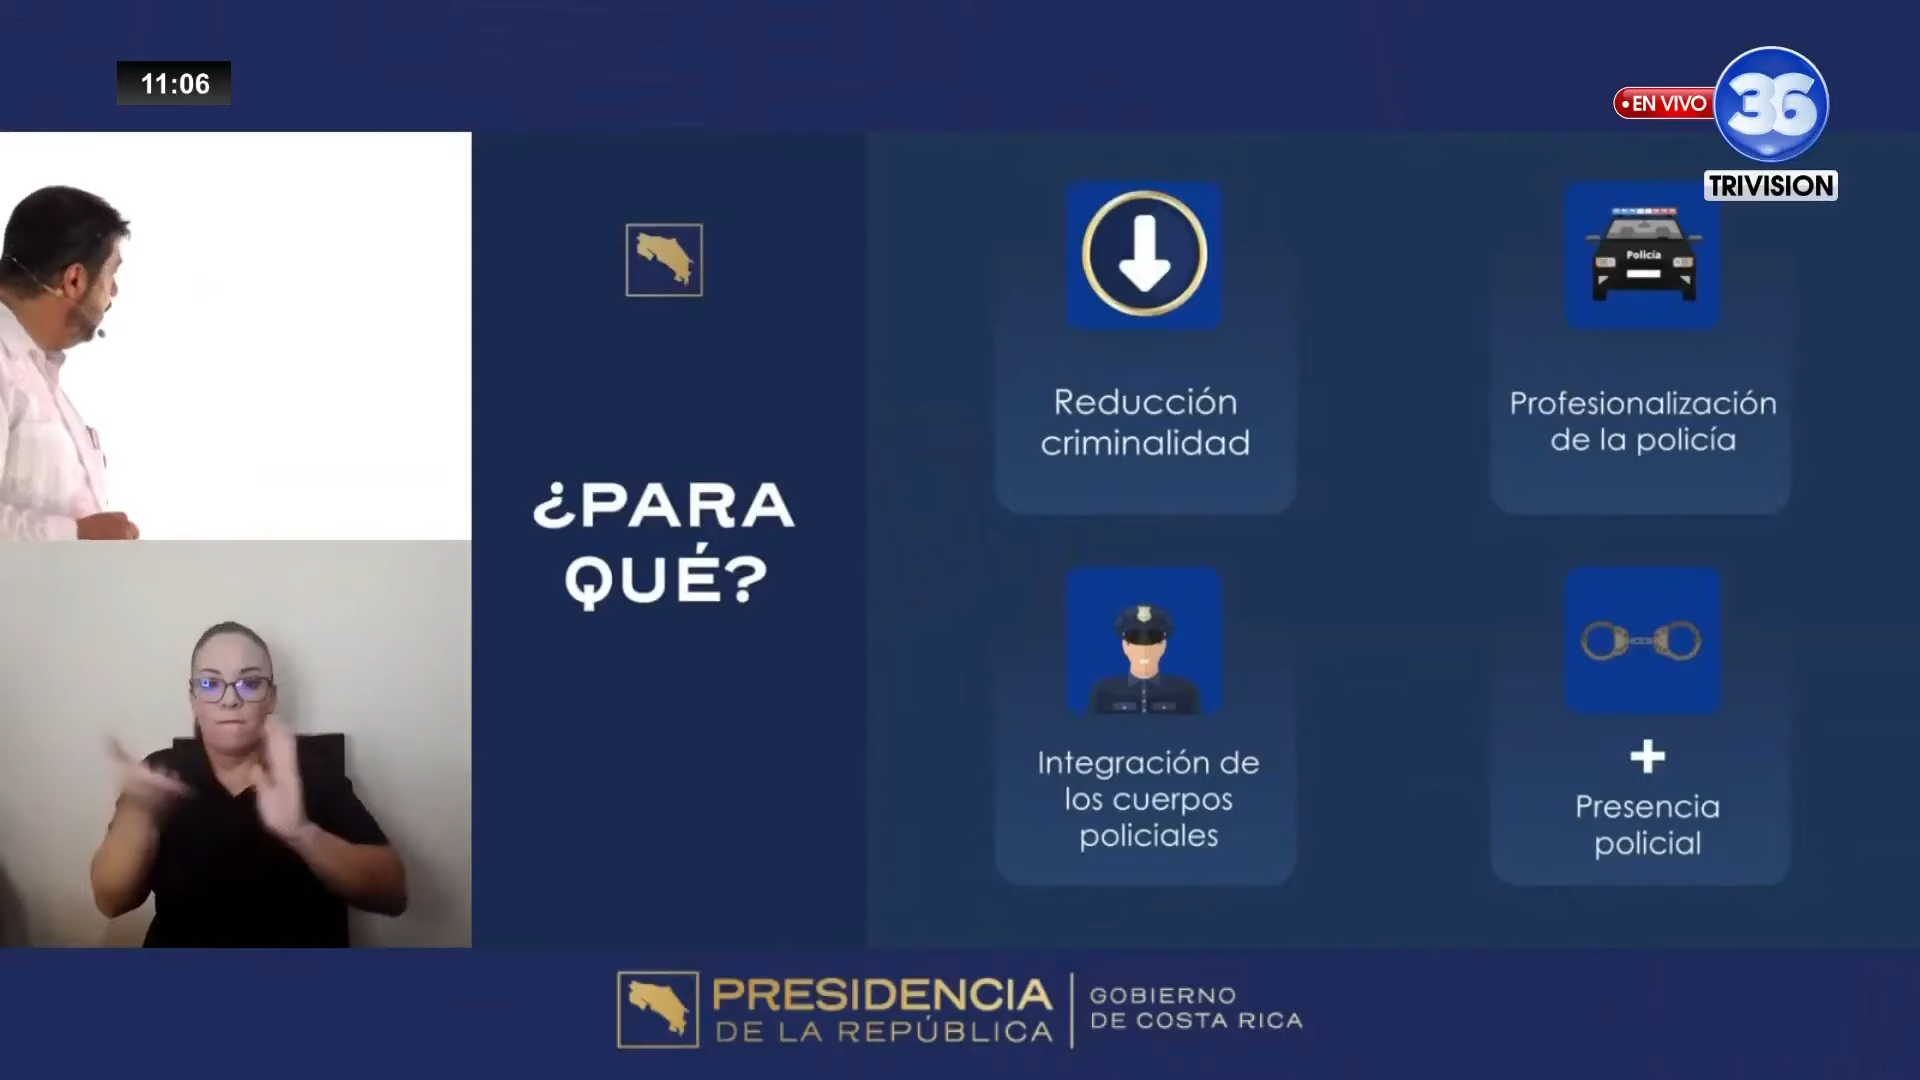 11:06
•EN VIVO
36
TRIVISION
¿PARA
QUÉ?
Reducción
criminalidad
Policía
Profesionalización
de la policía
Integración de
los cuerpos
policiales
+
Presencia
policial
PRESIDENCIA
DE LA REPÚBLICA
GOBIERNO
DE COSTA RICA